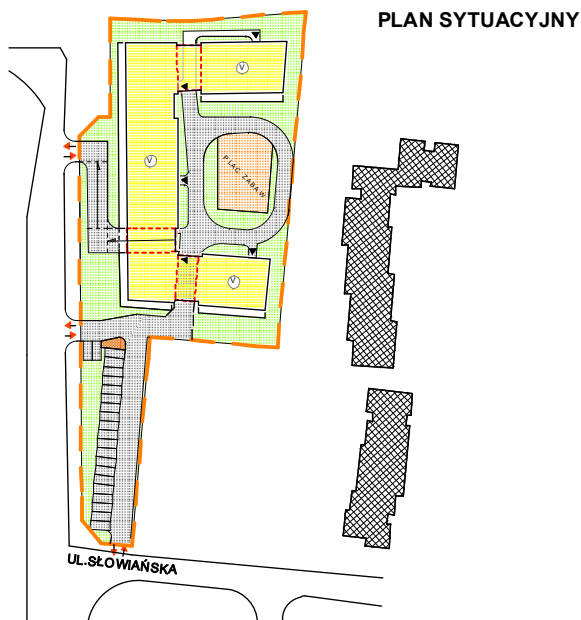 PLAN SYTUACYJNY
V
V
PLAC ZABAW
V
UL.SŁOWIAŃSKA